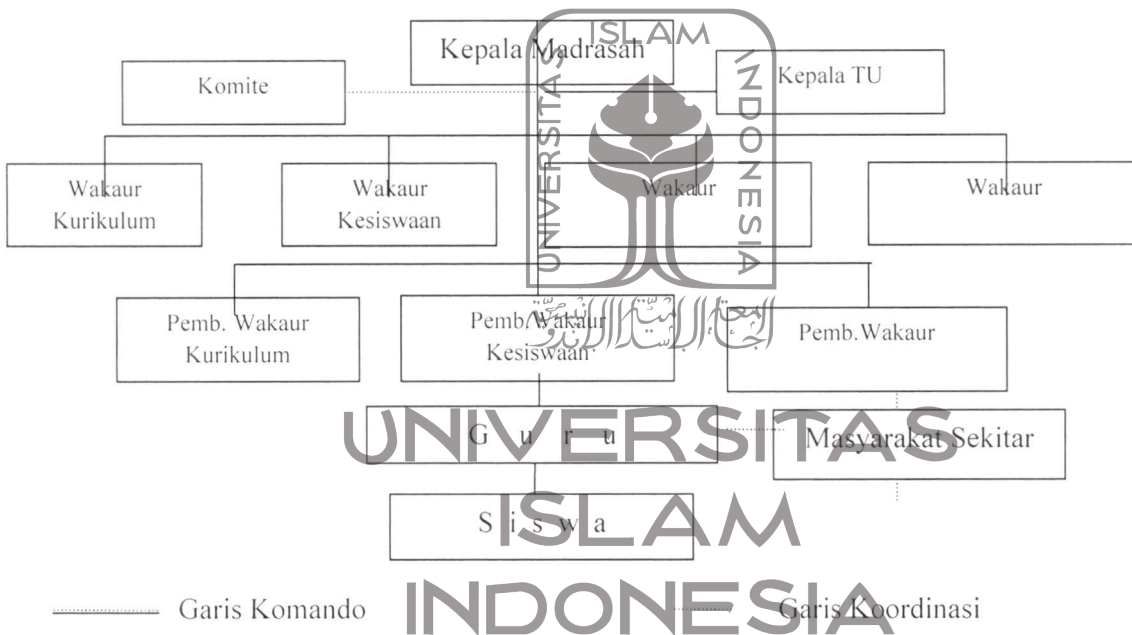 Kepala Madrasah
Komite
Kepala TU
Wakaur
Kurikulum
Wakaur
Kesiswaan
Wakaur
Wakaur
Pemb. Wakaur
Kurikulum
Pemb.Wakaur
Kesiswaan
Pemb.Wakaur
G u r u
Masyarakat Sekitar
S i s w a
Garis Komando
Garis Koordinasi
ISLAM
UNIVERSITAS
INDONESIA
UNIVERSITAS
ISLAM
INDONESIA